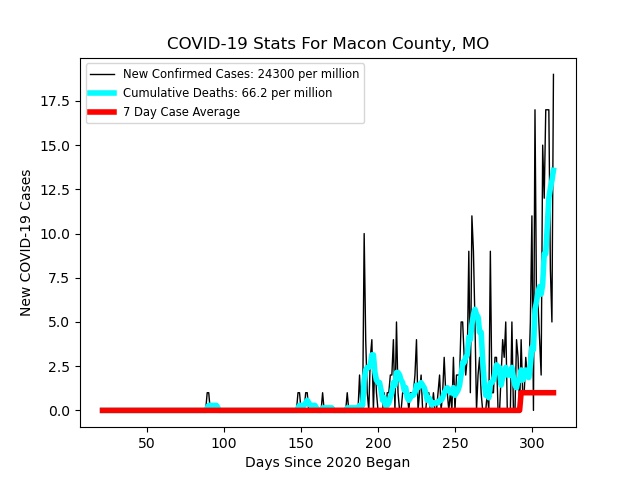 COVID-19 Stats For Macon County, MO
New Confirmed Cases: 24300 per million
Cumulative Deaths: 66.2 per million
7 Day Case Average
New COVID-19 Cases
17.5
15.0
12.5
10.0
7.5
5.0
2.5
0.0
50 100 150 200 250 300
Days Since 2020 Began